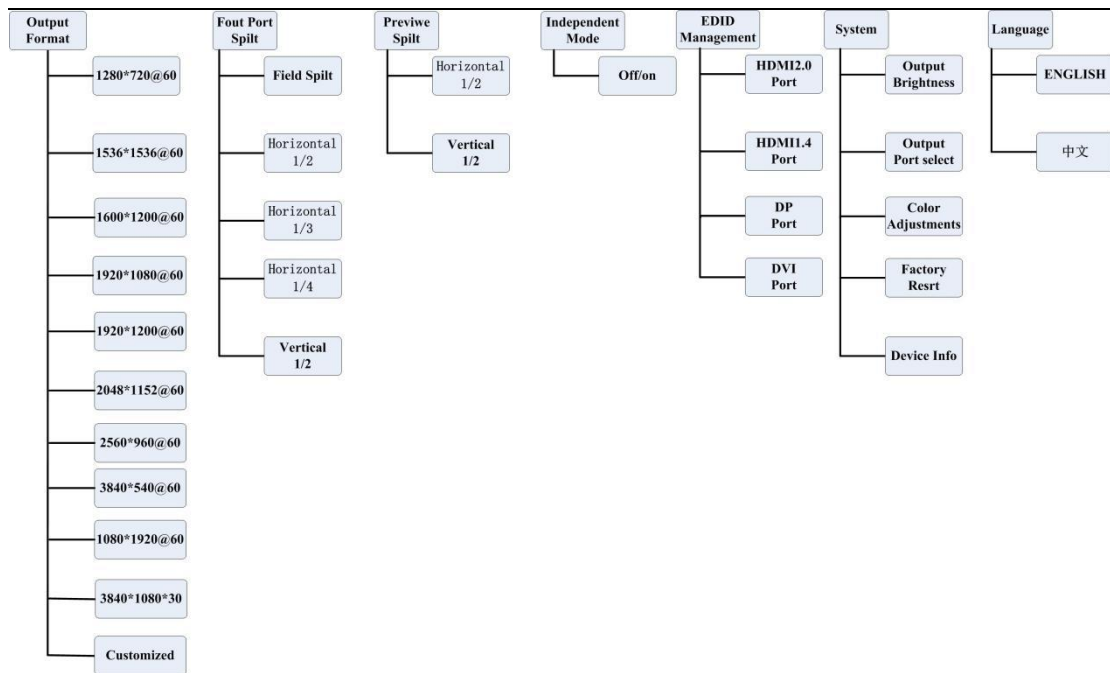 Output
Format
1280*720@60
1536*1536@60
1600*1200@60
1920*1080@60
1920*1200@60
2048*1152@60
2560*960@60
3840*540@60
1080*1920@60
3840*1080*30
Customized
Fout Port
Spilt
Field Spilt
Horizontal
1/2
Horizontal
1/3
Horizontal
1/4
Vertical
1/2
Previwe
Spilt
Horizontal
1/2
Vertical
1/2
Independent
Mode
Off/on
EDID
Management
HDMI2.0
Port
HDMI1.4
Port
DP
Port
DVI
Port
System
Output
Brightness
Output
Port select
Color
Adjustments
Factory
Resrt
Device Info
Language
ENGLISH
中文